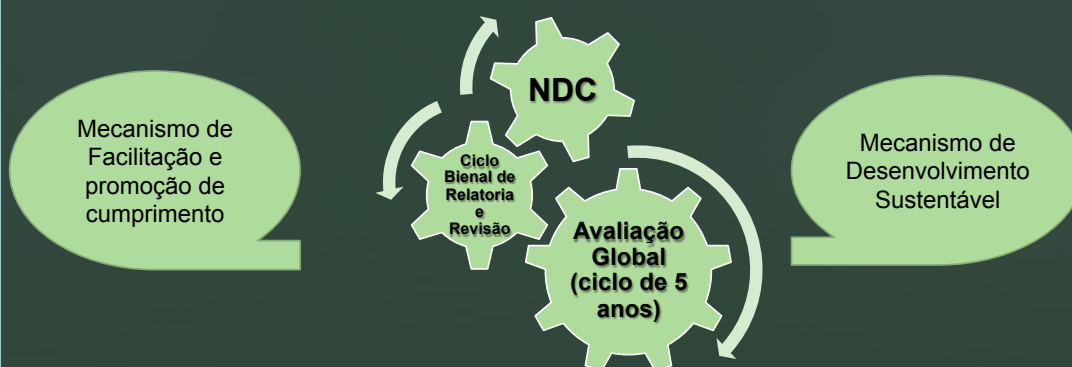 Mecanismo de
Facilitação e
promoção de
cumprimento
NDC
Ciclo
Bienal de
Relatoria
e
Revisão
Avaliação
Global
(ciclo de 5
anos)
Mecanismo de
Desenvolvimento
Sustentável